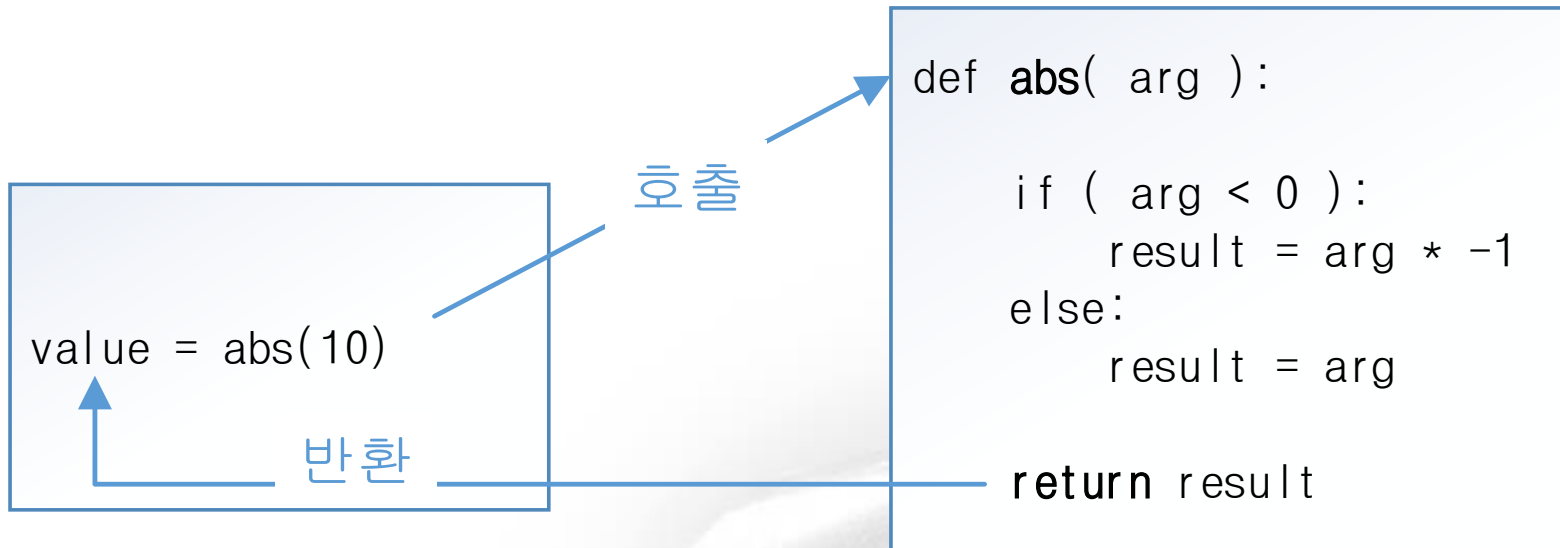 value = abs(10)
호출
반환
def abs( arg ):
if ( arg < 0 ):
result = arg * -1
else:
result = arg
return result